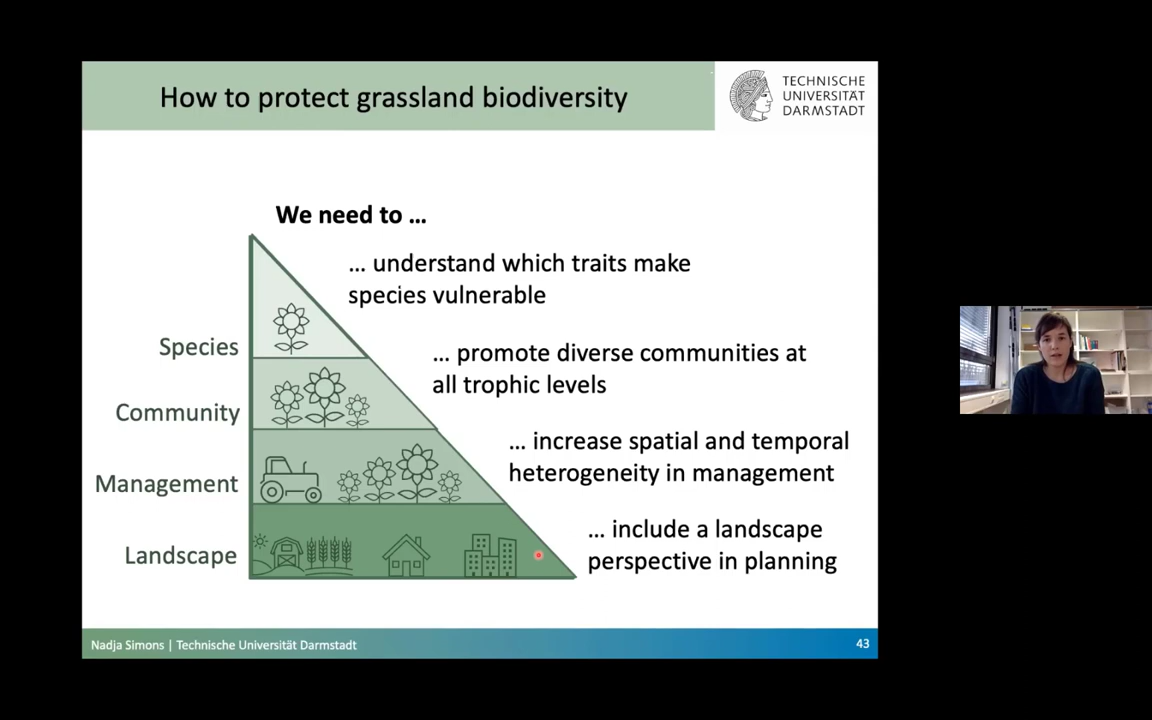 How to protect grassland biodiversity
TECHNISCHE
UNIVERSITÄT
DARMSTADT
We need to ...
... understand which traits make
species vulnerable
Species
... promote diverse communities at
all trophic levels
Community
... increase spatial and temporal
heterogeneity in management
Management
... include a landscape
perspective in planning
Landscape
Nadja Simons | Technische Universität Darmstadt
43